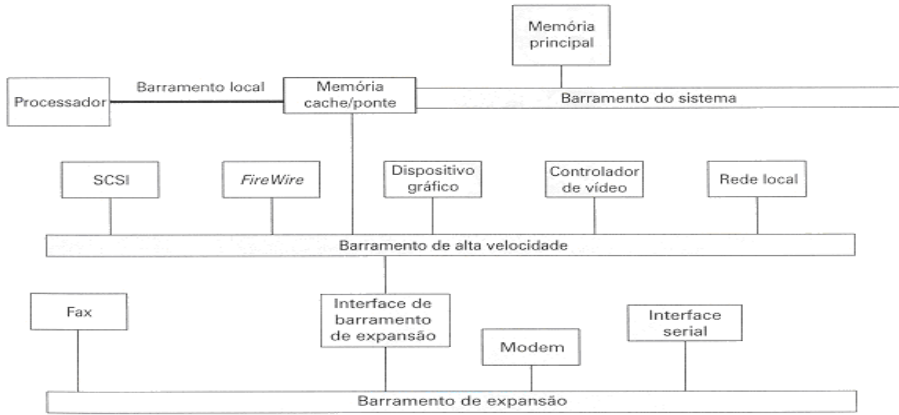 Memória
principal
Processador
Barramento local
Memória
cache/ponte
Barramento do sistema
SCSI
FireWire
Dispositivo
gráfico
Controlador
de vídeo
Rede local
Barramento de alta velocidade
Fax
Interface de
barramento
de expansão
Modem
Interface
serial
Barramento de expansão